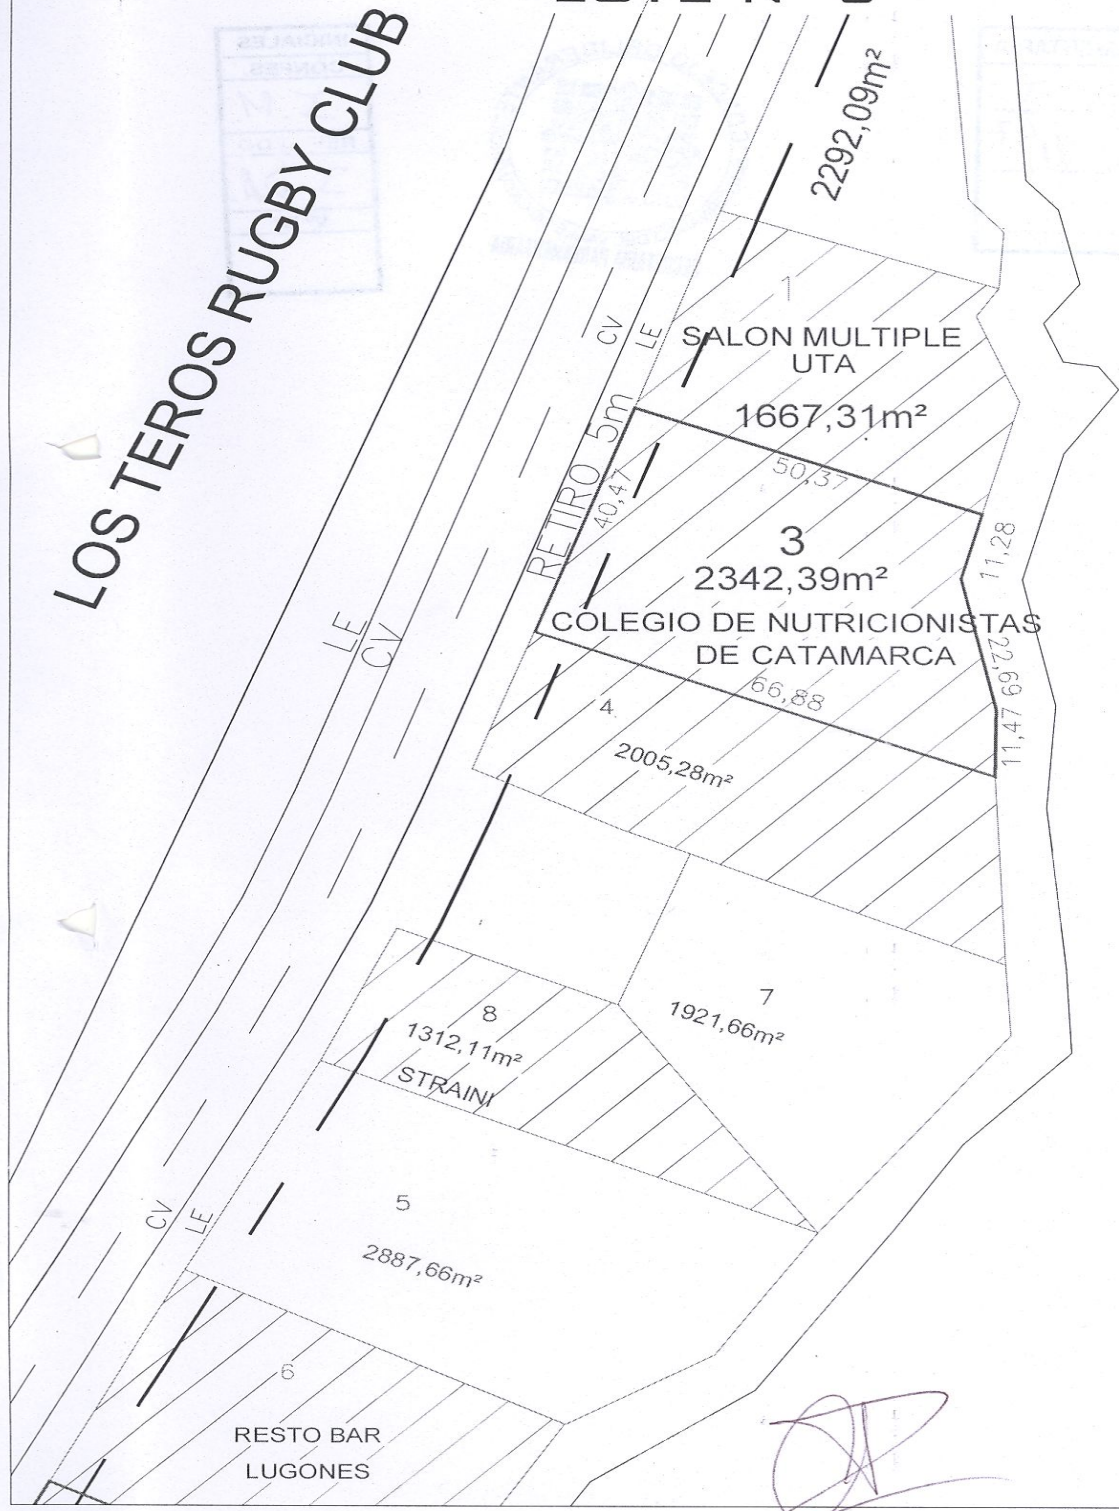 2292,09m²
LOS TEROS RUGBY CLUB
1
CV
LE
SALON MULTIPLE
UTA
1667,31m²
RETIRO 5m
50,37
40,47
3
2342,39m²
11,28
COLEGIO DE NUTRICIONISTAS
DE CATAMARCA
22,69
LE
CV
66,88
11,47
4
2005,28m²
7
1921,66m²
8
1312,11m²
STRAINI
5
CV
LE
2887,66m²
6
RESTO BAR
LUGONES